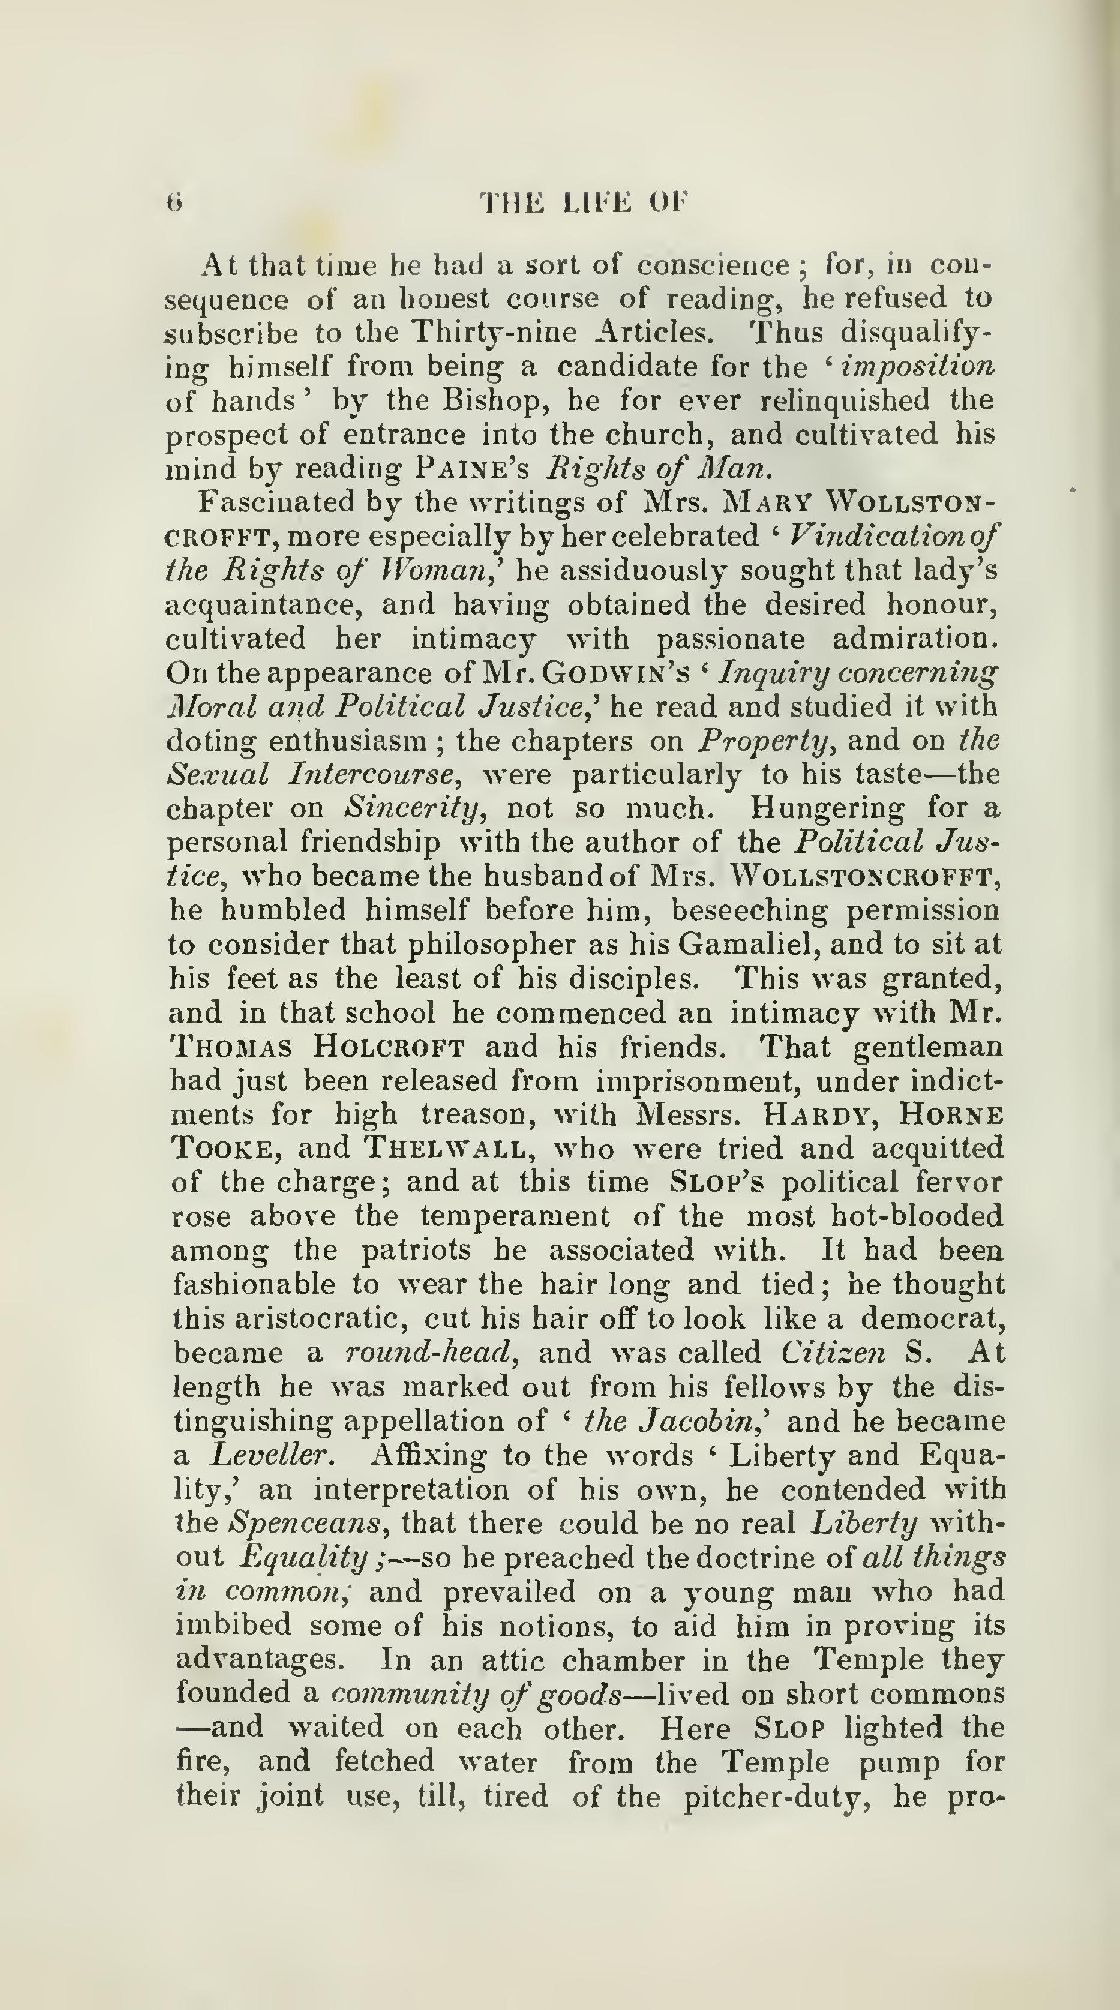 6 THE LIFE OF
At that time he had a sort of conscience ; for, in con-
sequence of an honest course of reading, he refused to
subscribe to the Thirty-nine Articles. Thus disqualify-
ing himself from being a candidate for the ‘ imposition
of hands ’ by the Bishop, he for ever relinquished the
prospect of entrance into the church, and cultivated his
mind by reading PAINE’S Rights of Man.
Fascinated by the writings of Mrs. MARY WOLLSTON-
CROFFT, more especially by her celebrated ‘ Vindication of
the Rights of Woman,’ he assiduously sought that lady’s
acquaintance, and having obtained the desired honour,
cultivated her intimacy with passionate admiration.
On the appearance of Mr. GODWIN’S ‘ Inquiry concerning
Moral and Political Justice,’ he read and studied it with
doting enthusiasm ; the chapters on Property, and on the
Sexual Intercourse, were particularly to his taste—the
chapter on Sincerity, not so much. Hungering for a
personal friendship with the author of the Political Jus-
tice, who became the husband of Mrs. WOLLSTONCROFFT,
he humbled himself before him, beseeching permission
to consider that philosopher as his Gamaliel, and to sit at
his feet as the least of his disciples. This was granted,
and in that school he commenced an intimacy with Mr.
THOMAS HOLCROFT and his friends. That gentleman
had just been released from imprisonment, under indict-
ments for high treason, with Messrs. HARDY, HORNE
TOOKE, and THELWALL, who were tried and acquitted
of the charge; and at this time SLOP’S political fervor
rose above the temperament of the most hot-blooded
among the patriots he associated with. It had been
fashionable to wear the hair long and tied; he thought
this aristocratic, cut his hair off to look like a democrat,
became a round-head, and was called Citizen S. At
length he was marked out from his fellows by the dis-
tinguishing appellation of ‘ the Jacobin,’ and he became
a Leveller. Affixing to the words ‘ Liberty and Equa-
lity,’ an interpretation of his own, he contended with
the Spenceans, that there could be no real Liberty with-
out Equality ;—so he preached the doctrine of all things
in common; and prevailed on a young man who had
imbibed some of his notions, to aid him in proving its
advantages. In an attic chamber in the Temple they
founded a community of goods—lived on short commons
—and waited on each other. Here SLOP lighted the
fire, and fetched water from the Temple pump for
their joint use, till, tired of the pitcher-duty, he pro-